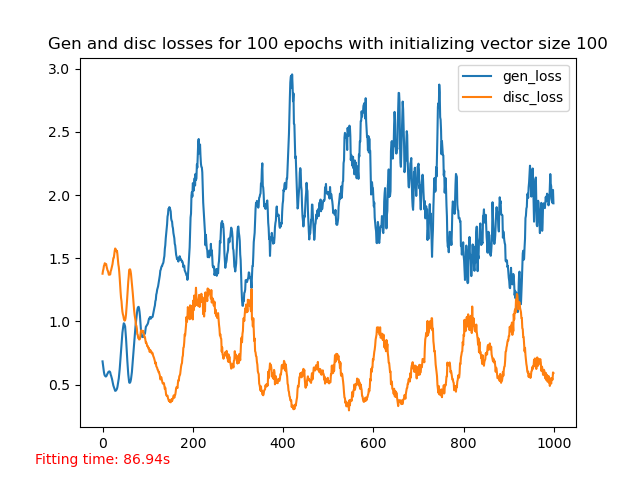 Gen and disc losses for 100 epochs with initializing vector size 100
gen_loss
disc_loss
3.0
2.5
2.0
1.5
1.0
0.5
0 200 400 600 800 1000
Fitting time: 86.94s